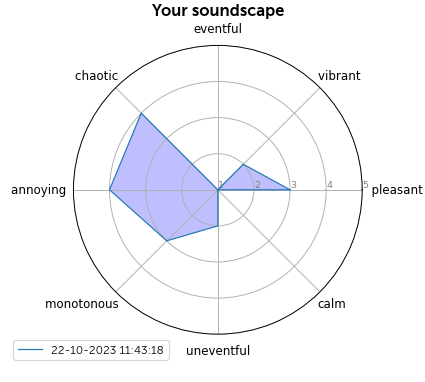 Your soundscape
eventful
chaotic
vibrant
annoying
1 2 3 4 5
pleasant
monotonous
calm
uneventful
22-10-2023 11:43:18